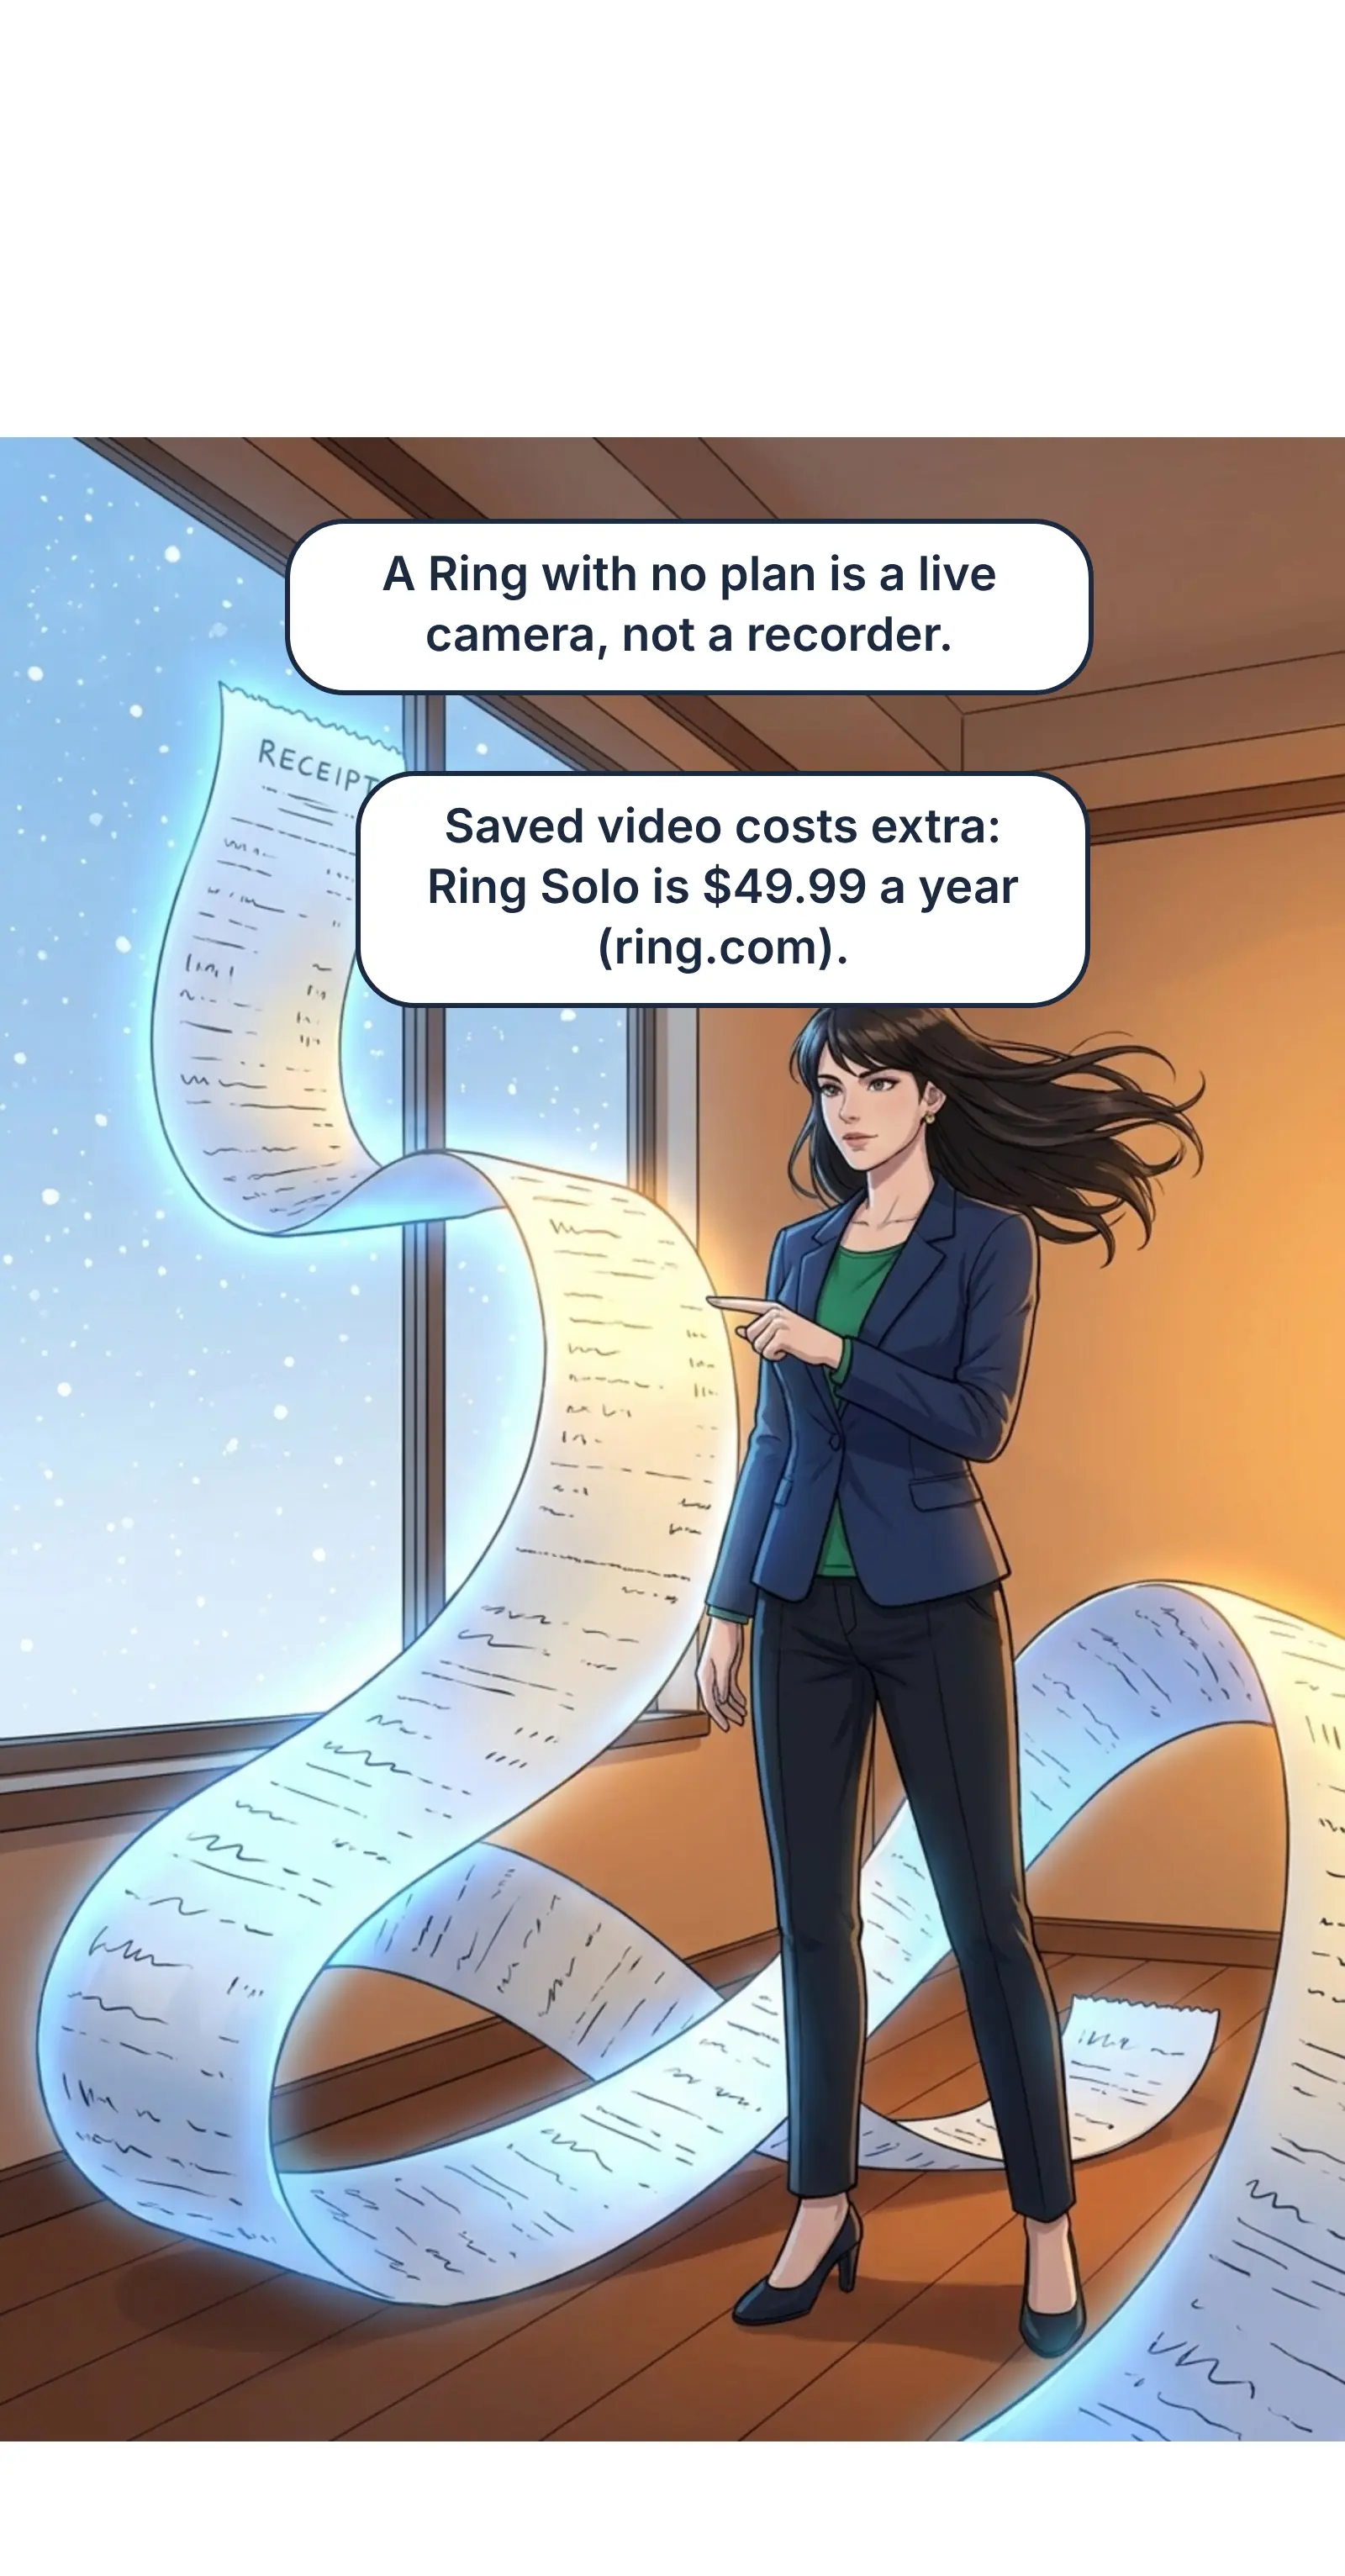 A Ring with no plan is a live
camera, not a recorder.
RECEIPT
Saved video costs extra:
Ring Solo is $49.99 a year
(ring.com).